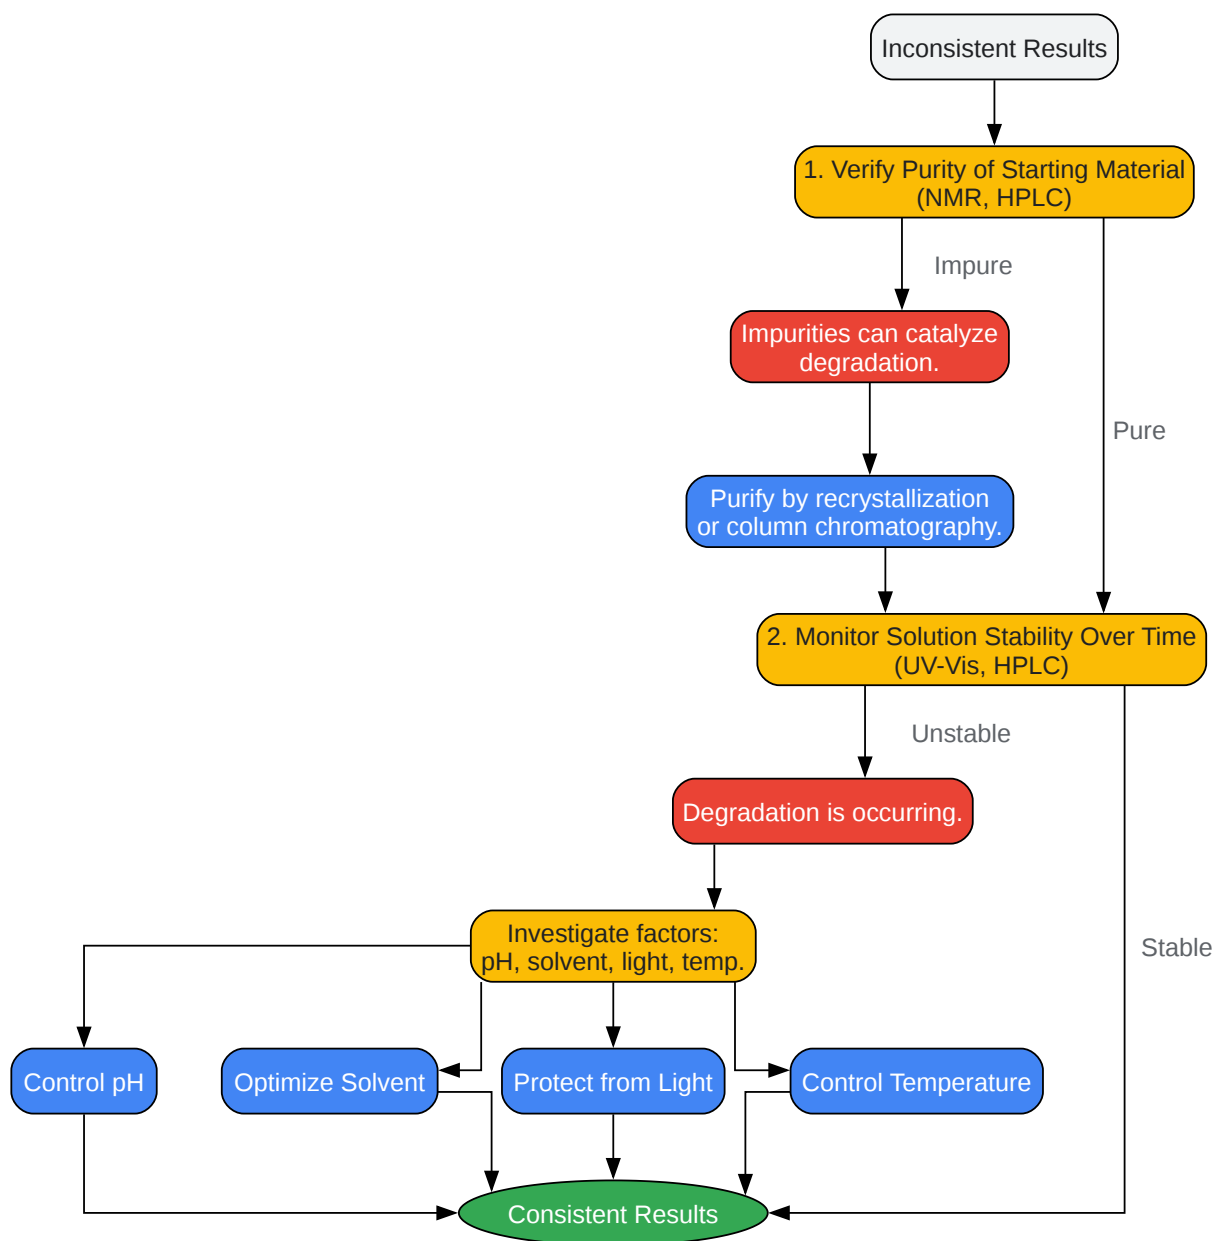 Inconsistent Results
1. Verify Purity of Starting Material
(NMR, HPLC)
Impure
Impurities can catalyze
degradation.
Pure
Purify by recrystallization
or column chromatography.
2. Monitor Solution Stability Over Time
(UV-Vis, HPLC)
Unstable
Degradation is occurring.
Investigate factors:
pH, solvent, light, temp.
Stable
Control pH
Optimize Solvent
Protect from Light
Control Temperature
Consistent Results